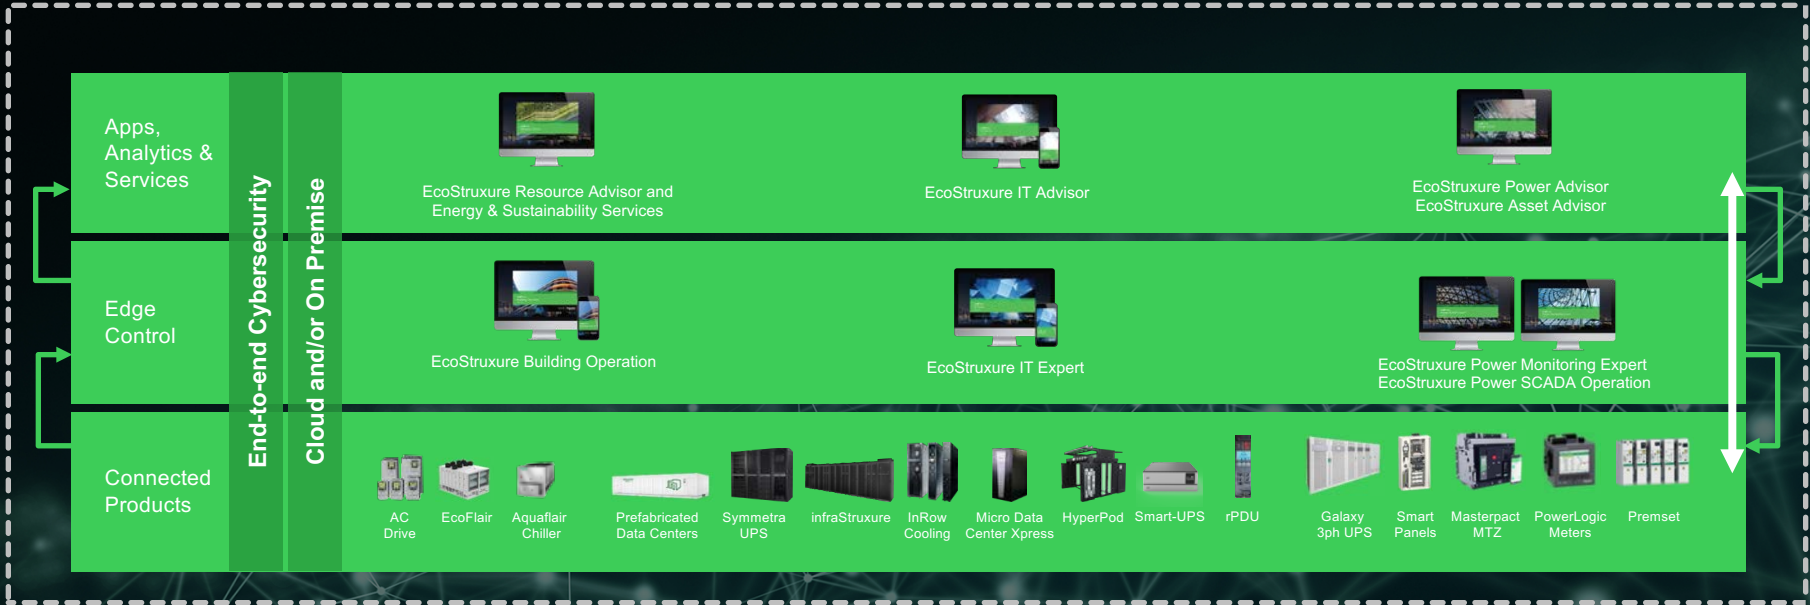 Apps,
Analytics &
Services
End-to-end Cybersecurity
Cloud and/or On Premise
EcoStruxure Resource Advisor and
Energy & Sustainability Services
EcoStruxure IT Advisor
EcoStruxure Power Advisor
EcoStruxure Asset Advisor
Edge
Control
EcoStruxure Building Operation
EcoStruxure IT Expert
EcoStruxure Power Monitoring Expert
EcoStruxure Power SCADA Operation
Connected
Products
AC
Drive
EcoFlair
Aquaflair
Chiller
Prefabricated
Data Centers
Symmetra
UPS
infraStruxure
InRow
Cooling
Micro Data
Center Xpress
HyperPod
Smart-UPS
rPDU
Galaxy
3ph UPS
Smart
Panels
Masterpact
MTZ
PowerLogic
Meters
Premset